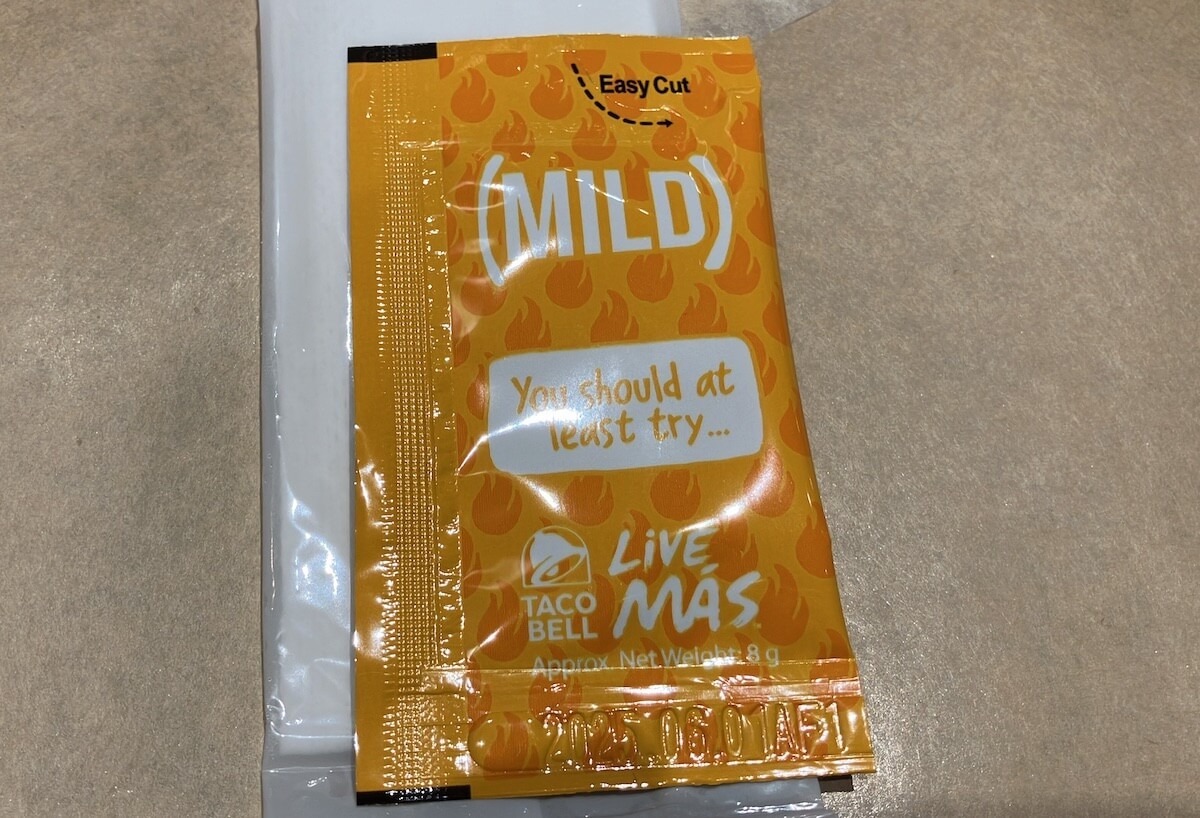 Easy Cut
(MILD)
You should at
least try...
TACO
BELL
LiVE
MÁS
Approx. Net Weight: 8 g
2025.06.01AF1